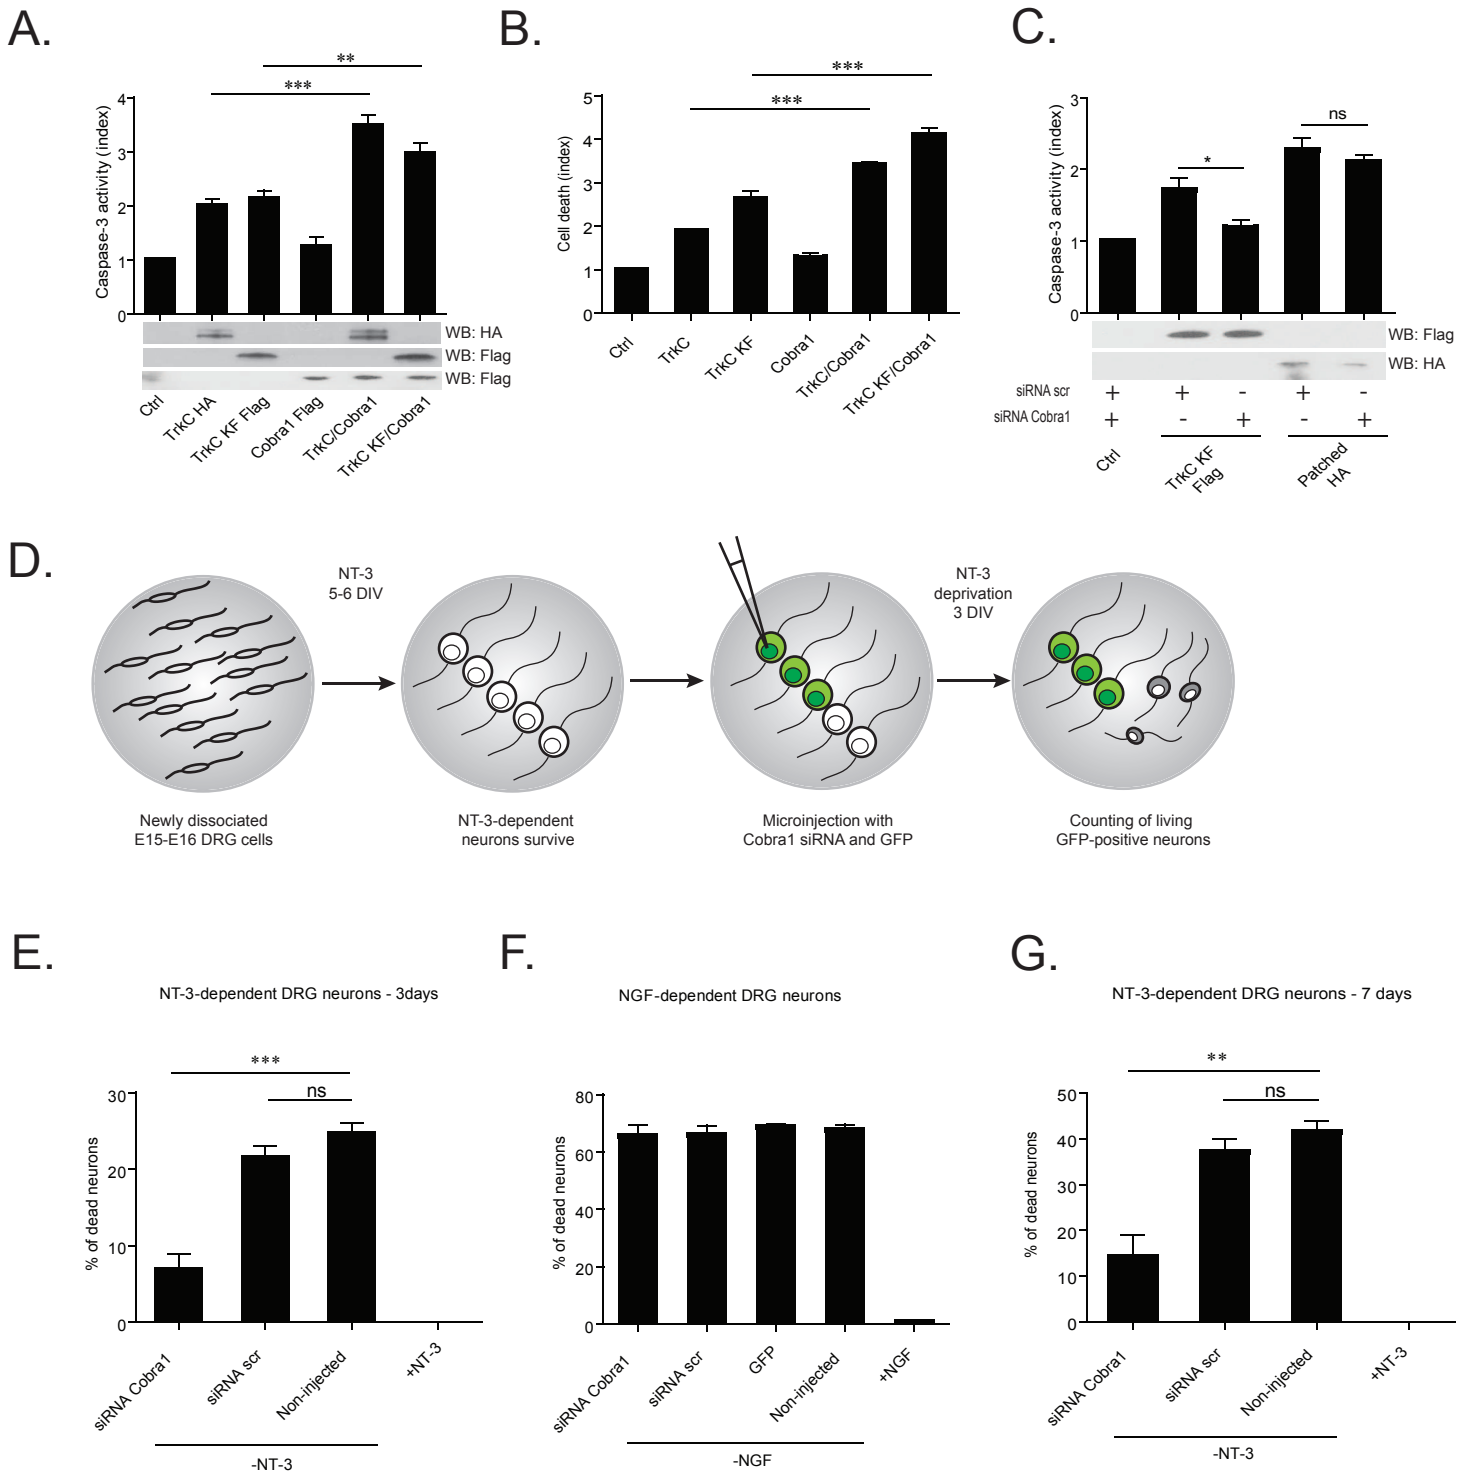 A.
**
***
Caspase-3 activity (index)
4
3
2
1
0
WB: HA
WB: Flag
WB: Flag
Ctrl
TrkC HA
TrkC KF Flag
Cobra1 Flag
TrkC/Cobra1
TrkC KF/Cobra1
B.
***
***
Cell death (index)
5
4
3
2
1
0
Ctrl
TrkC
TrkC KF
Cobra1
TrkC/Cobra1
TrkC KF/Cobra1
C.
ns
*
Caspase-3 activity (index)
3
2
1
0
WB: Flag
WB: HA
siRNA scr + + - + -
siRNA Cobra1 + - + - +
Ctrl
TrkC KF
Flag
Patched
HA
D.
NT-3
5-6 DIV
NT-3
deprivation
3 DIV
Newly dissociated
E15-E16 DRG cells
NT-3-dependent
neurons survive
Microinjection with
Cobra1 siRNA and GFP
Counting of living
GFP-positive neurons
E.
NT-3-dependent DRG neurons - 3days
***
ns
% of dead neurons
30
20
10
0
siRNA Cobra1
siRNA scr
Non-injected
+NT-3
-NT-3
F.
NGF-dependent DRG neurons
% of dead neurons
80
60
40
20
0
siRNA Cobra1
siRNA scr
GFP
Non-injected
+NGF
-NGF
G.
NT-3-dependent DRG neurons - 7 days
**
ns
% of dead neurons
50
40
30
20
10
0
siRNA Cobra1
siRNA scr
Non-injected
+NT-3
-NT-3